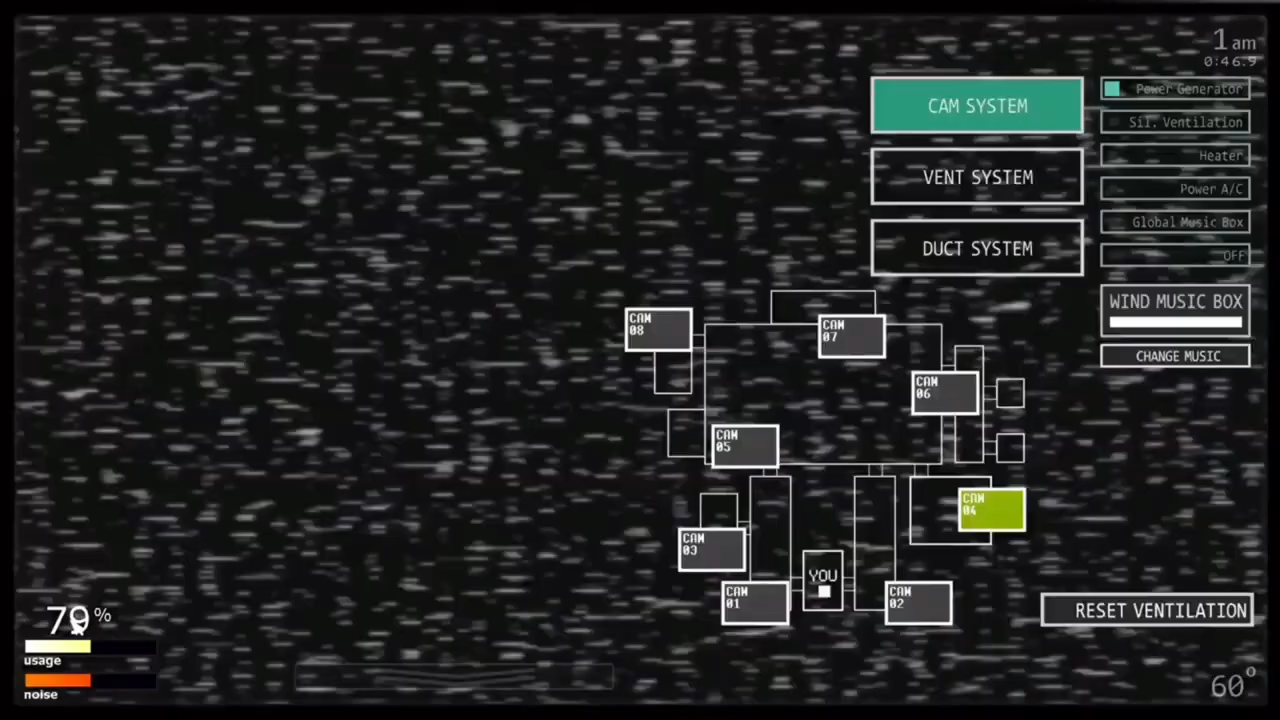 1 am
0:46.9
CAM SYSTEM
Power Generator
Sil. Ventilation
Heater
VENT SYSTEM
Power A/C
Global Music Box
DUCT SYSTEM
OFF
WIND MUSIC BOX
CHANGE MUSIC
CAM
08
CAM
07
CAM
06
CAM
05
CAM
04
CAM
03
YOU
CAM
01
CAM
02
RESET VENTILATION
79%
usage
noise
60°